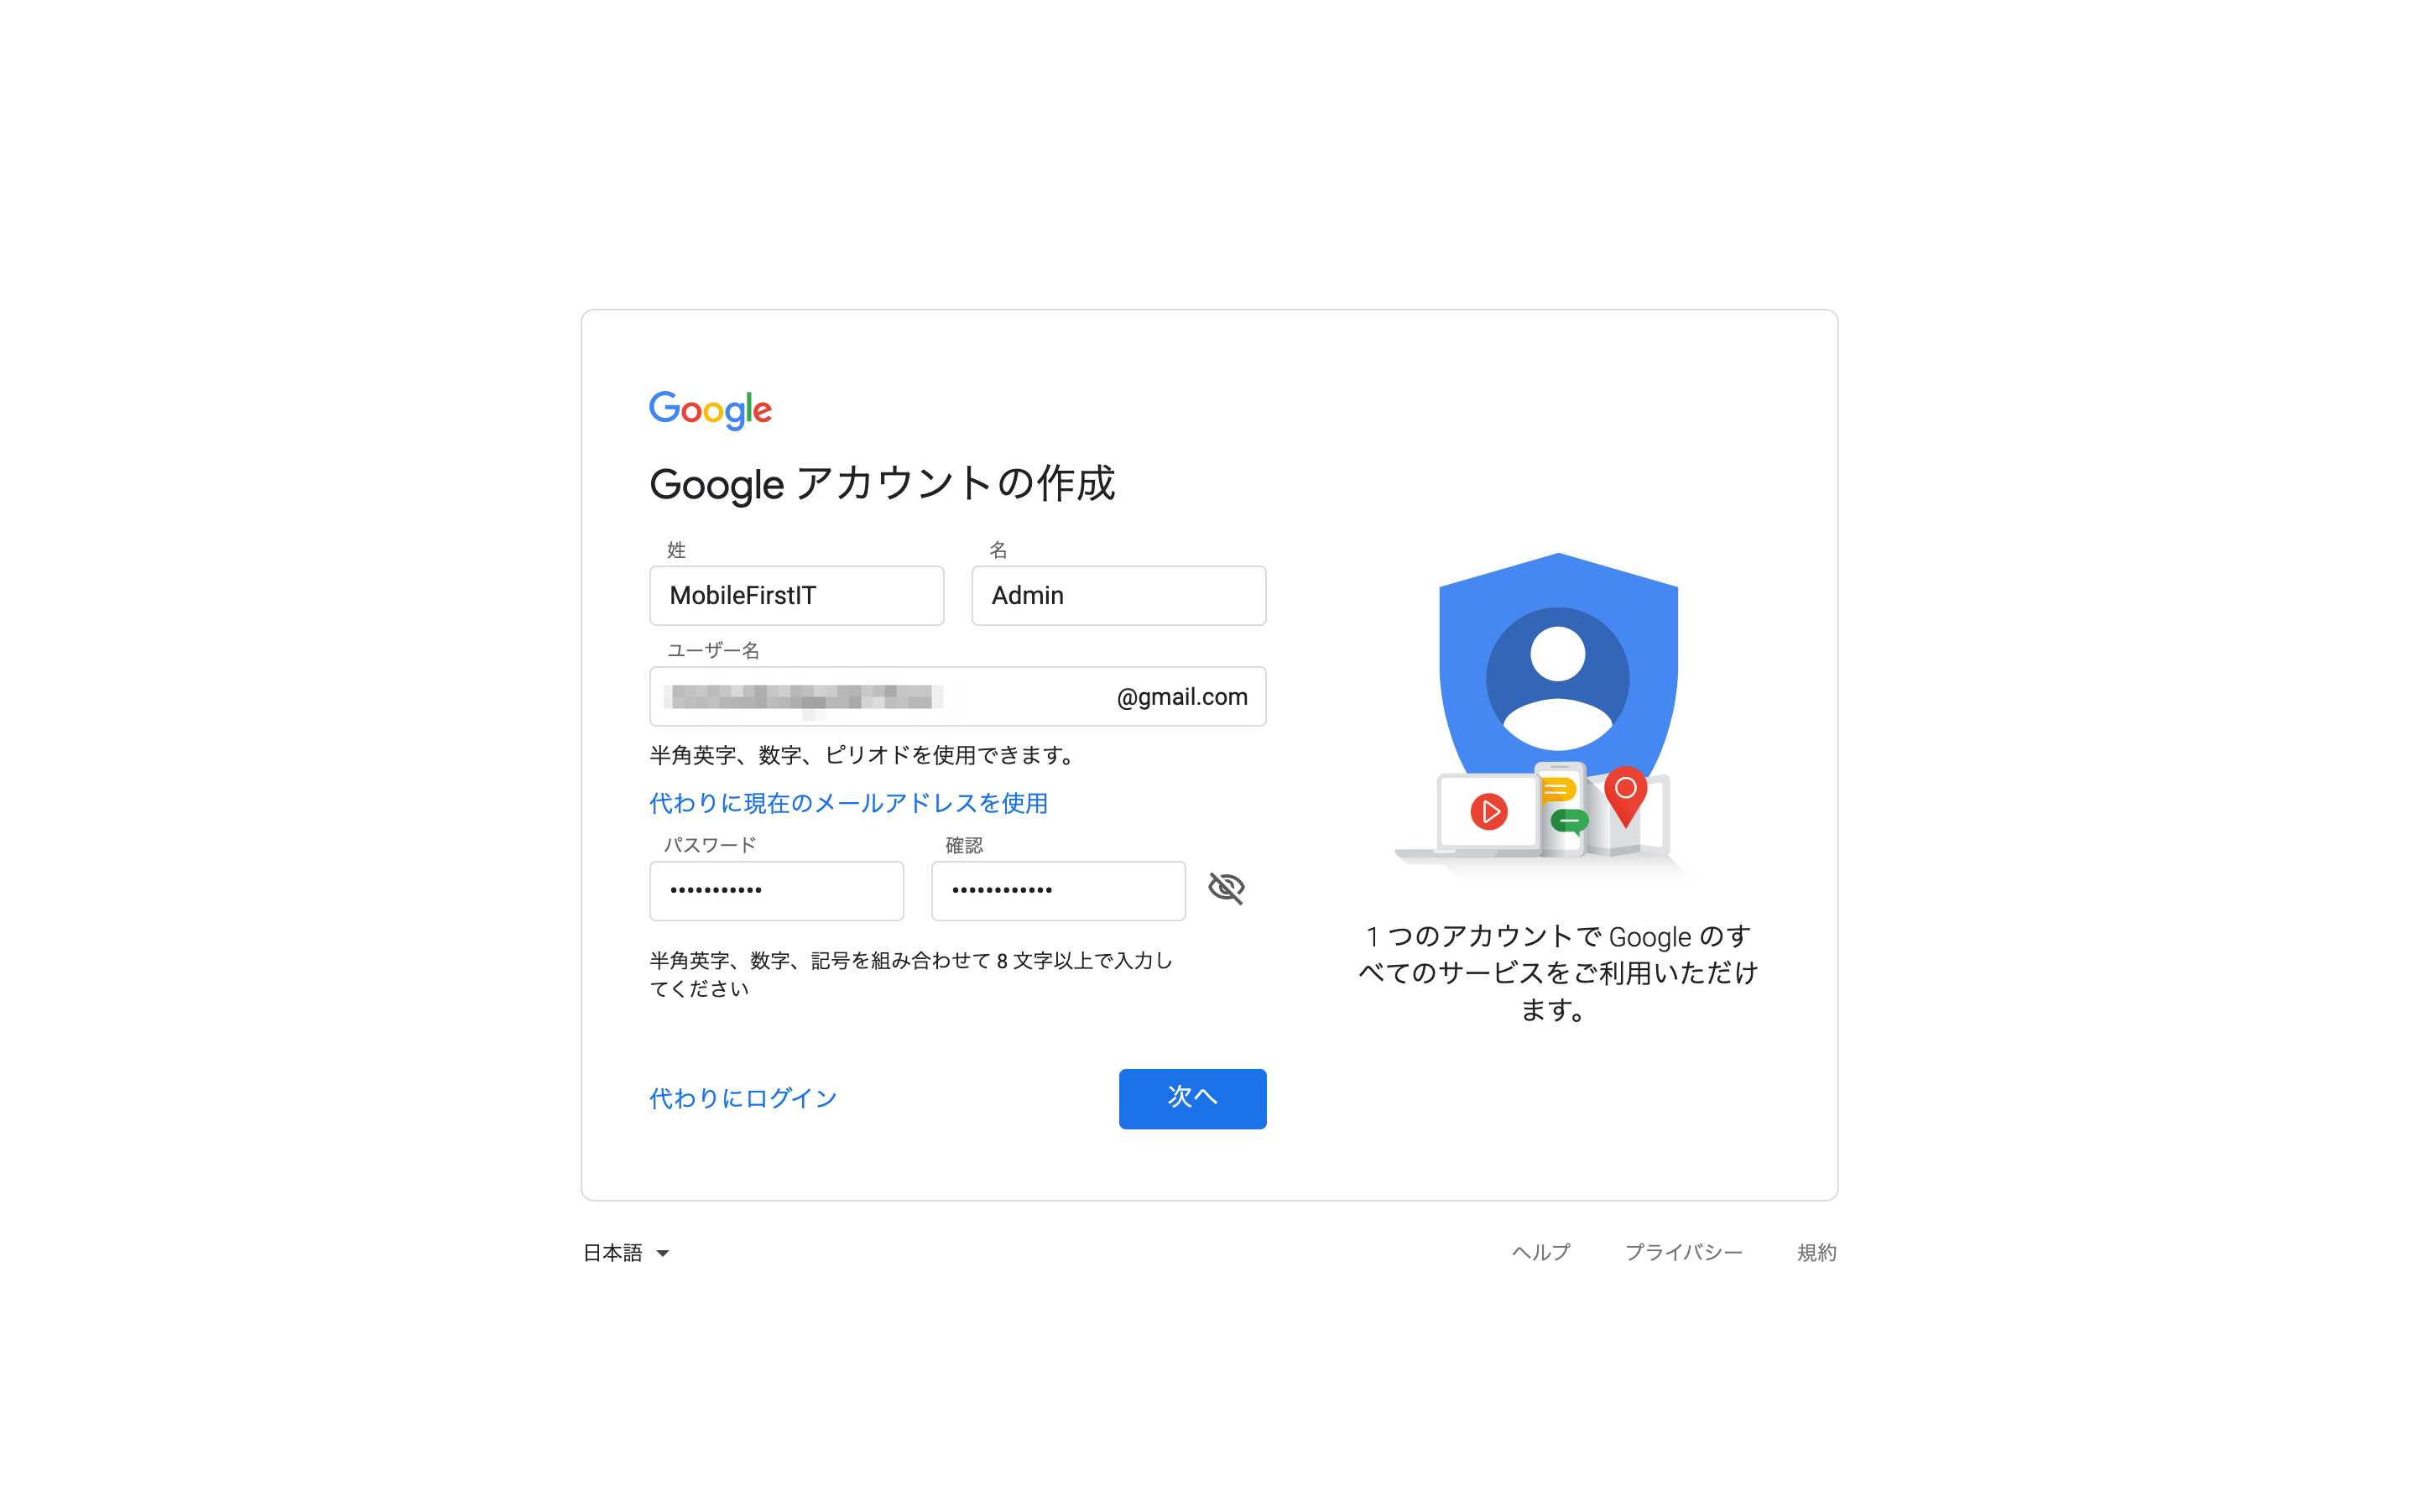 Google
Google アカウントの作成
姓 名
MobileFirstIT Admin
ユーザー名
@gmail.com
半角英字、数字、ピリオドを使用できます。
代わりに現在のメールアドレスを使用
パスワード 確認
••••••••••• ••••••••••••
半角英字、数字、記号を組み合わせて 8 文字以上で入力し
てください
代わりにログイン 次へ
1 つのアカウントで Google のす
べてのサービスをご利用いただけ
ます。
日本語 ヘルプ プライバシー 規約